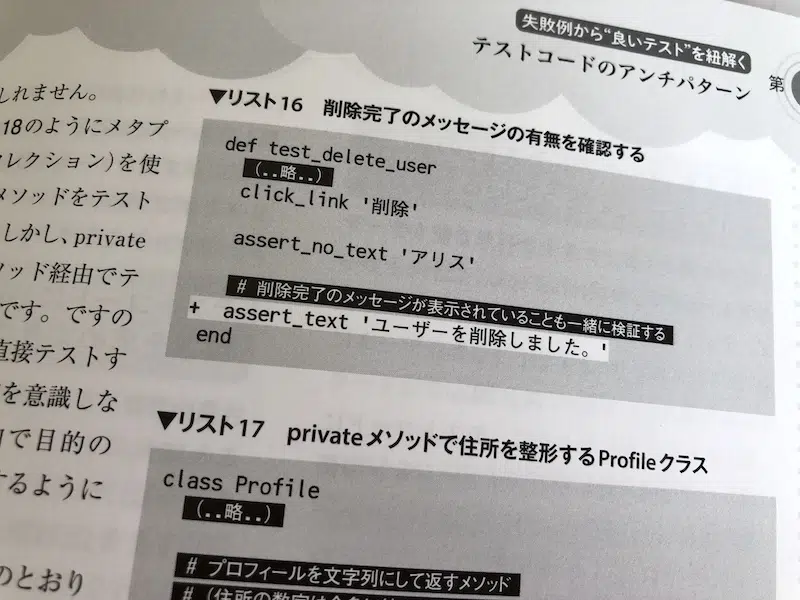 失敗例から“良いテスト”を紐解く
テストコードのアンチパターン
第
しれません。
18のようにメタプ
レクション)を使
メソッドをテスト
しかし、private
ソッド経由でテ
です。ですの
直接テストす
を意識しな
で目的の
するように
のとおり
▼リスト16 削除完了のメッセージの有無を確認する
def test_delete_user
(..略..)
click_link '削除'
assert_no_text 'アリス'
# 削除完了のメッセージが表示されていることも一緒に検証する
+ assert_text 'ユーザーを削除しました。'
end
▼リスト17 privateメソッドで住所を整形するProfileクラス
class Profile
(..略..)
# プロフィールを文字列にして返すメソッド
# (住所の数字は